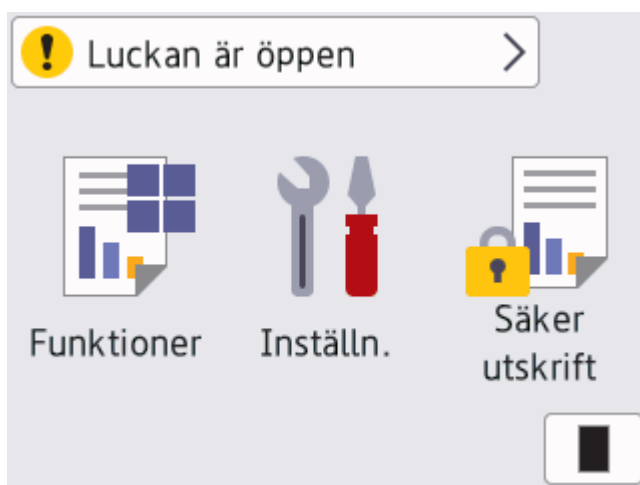 Luckan är öppen
Funktioner
Inställn.
Säker
utskrift